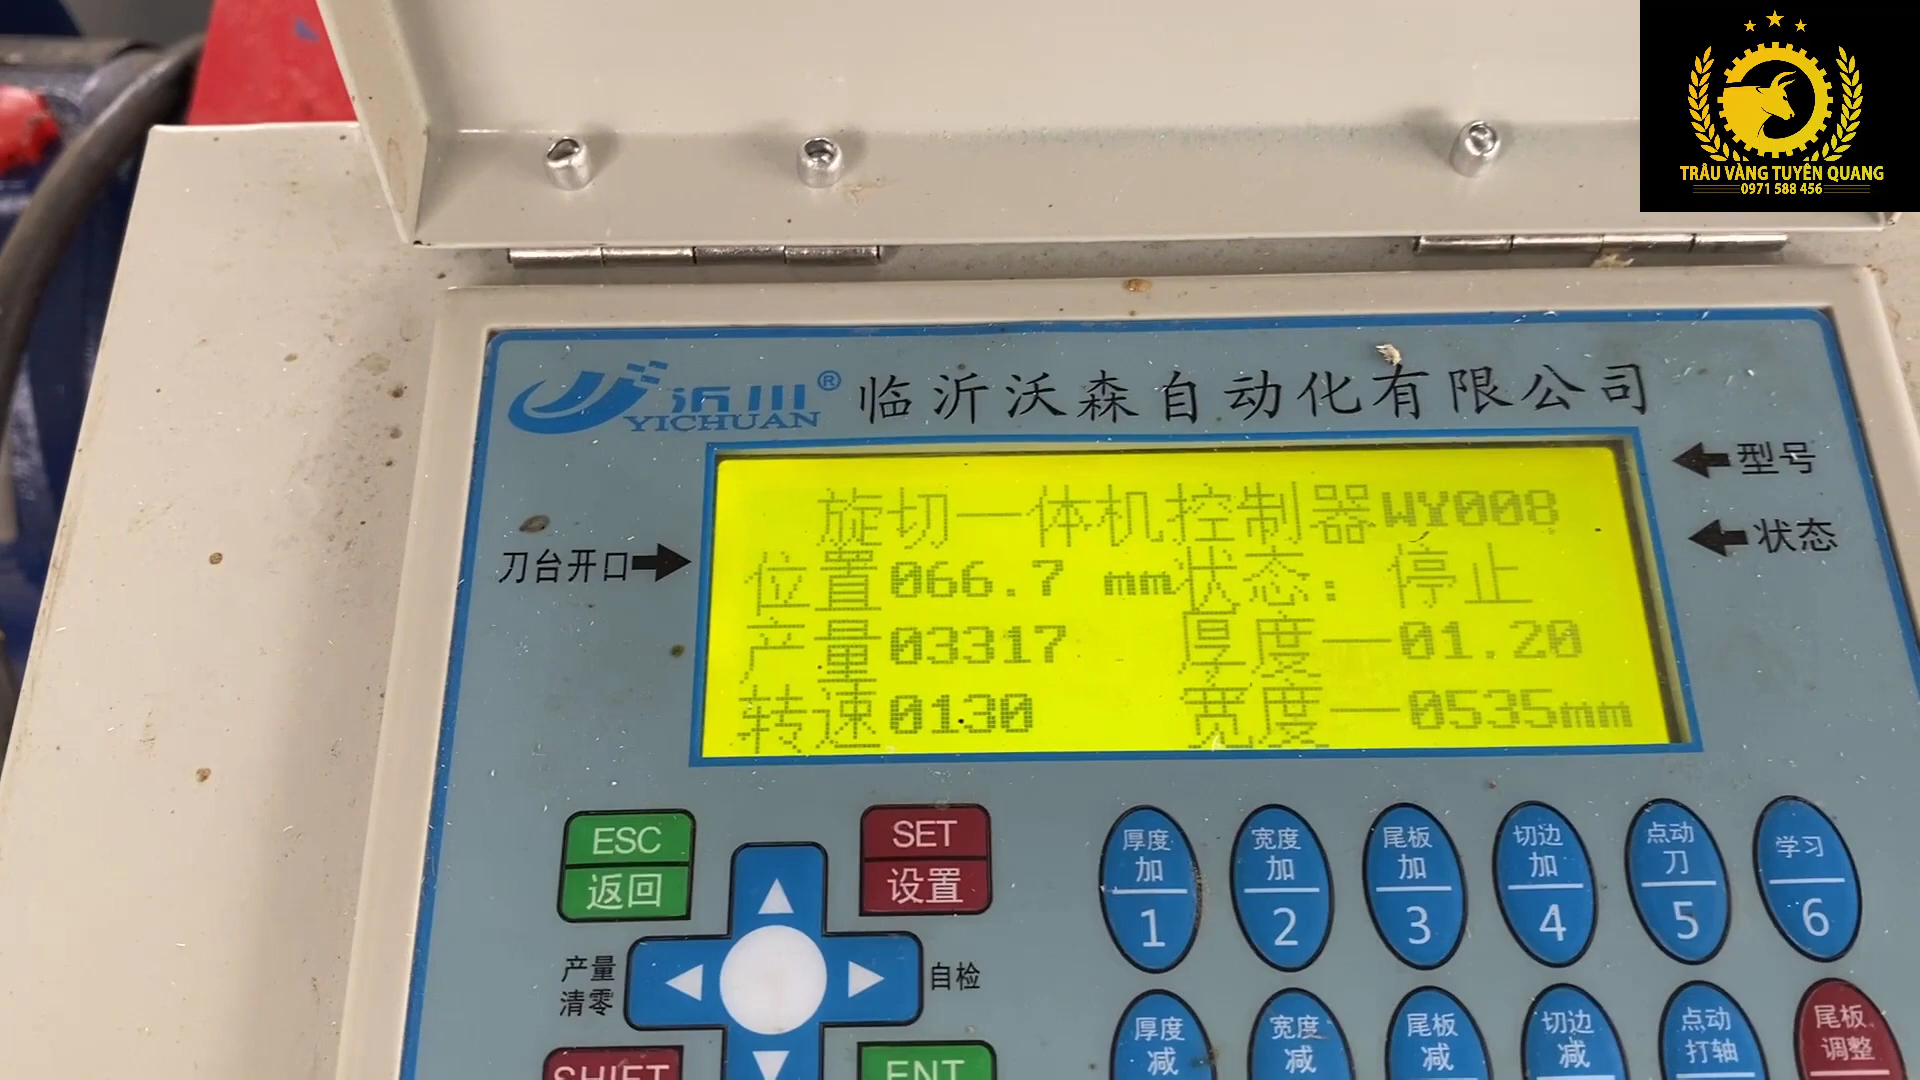 TRÂU VÀNG TUYÊN QUANG
0971 588 456
沂川®
YICHUAN
临沂沃森自动化有限公司
型号
状态
刀台开口
旋切一体机控制器WY008
位置066.7 mm状态: 停止
产量03317 厚度—01.20
转速0130 宽度—0535mm
ESC
返回
SET
设置
产量
清零
自检
SHIFT
ENT
厚度
加
1
宽度
加
2
尾板
加
3
切边
加
4
点动
刀
5
学习
6
厚度
减
宽度
减
尾板
减
切边
减
点动
打轴
尾板
调整